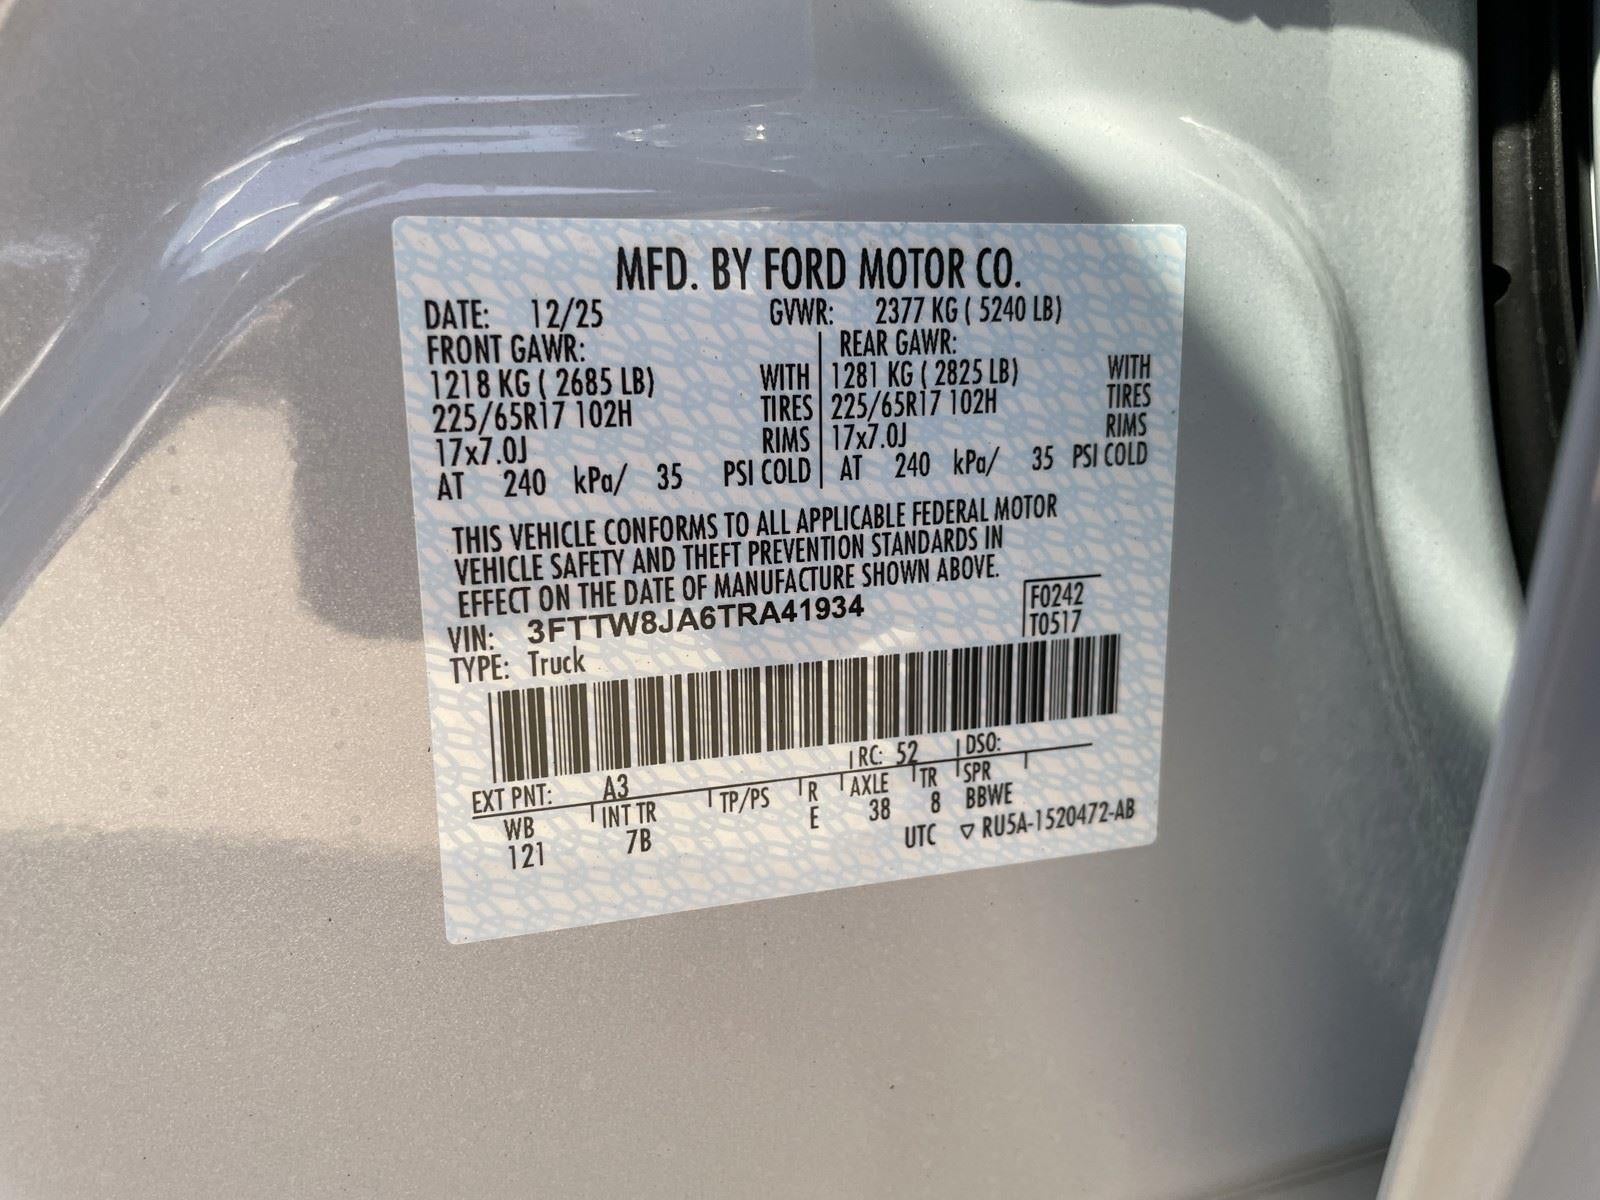 MFD. BY FORD MOTOR CO.
DATE: 12/25 GVWR: 2377 KG ( 5240 LB)
FRONT GAWR: REAR GAWR:
1218 KG ( 2685 LB) WITH 1281 KG ( 2825 LB) WITH
225/65R17 102H TIRES 225/65R17 102H TIRES
17x7.0J RIMS 17x7.0J RIMS
AT 240 kPa/ 35 PSI COLD AT 240 kPa/ 35 PSI COLD
THIS VEHICLE CONFORMS TO ALL APPLICABLE FEDERAL MOTOR
VEHICLE SAFETY AND THEFT PREVENTION STANDARDS IN
EFFECT ON THE DATE OF MANUFACTURE SHOWN ABOVE.
VIN: 3FTTW8JA6TRA41934 F0242
TYPE: Truck T0517
EXT PNT: A3 RC: 52 DSO:
WB INT TR TP/PS R AXLE TR SPR
121 7B E 38 8 BBWE
UTC ▽ RU5A-1520472-AB